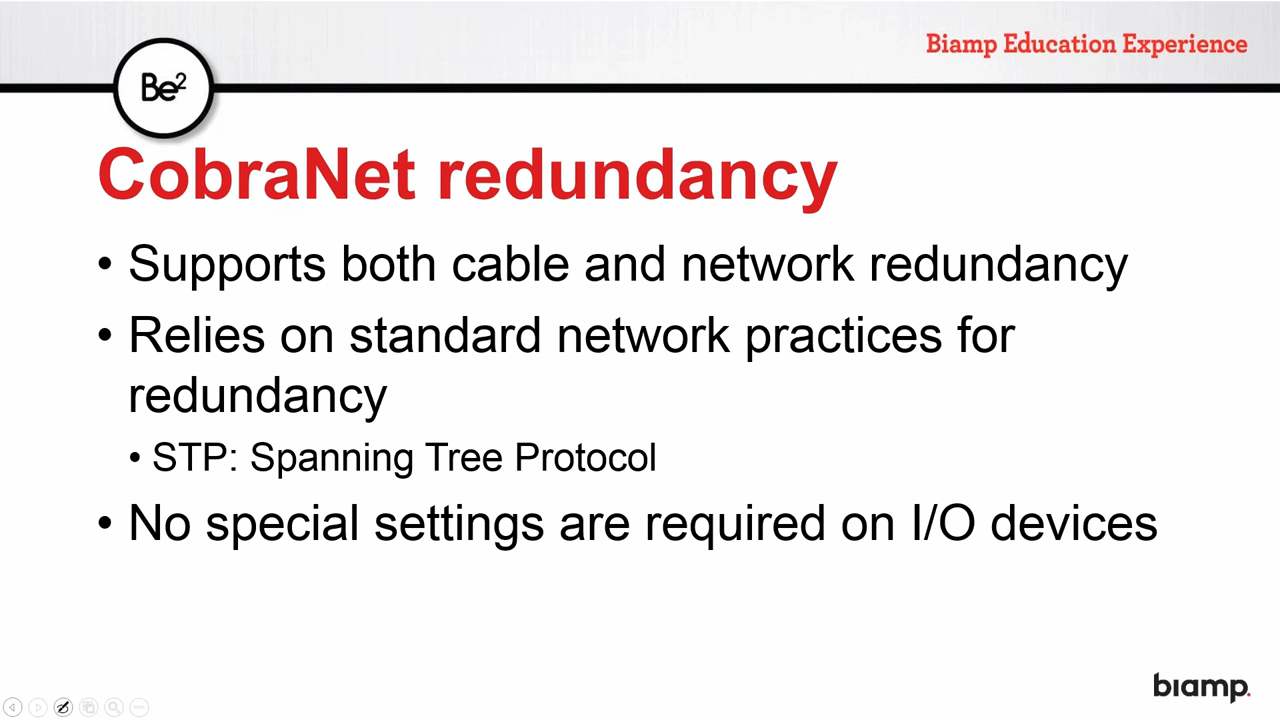 Biamp Education Experience
Be²
CobraNet redundancy
• Supports both cable and network redundancy
• Relies on standard network practices for
redundancy
• STP: Spanning Tree Protocol
• No special settings are required on I/O devices
biamp.